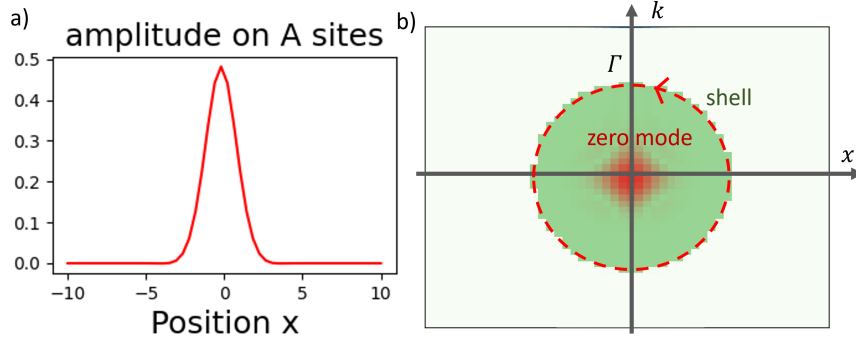 a)
amplitude on A sites
0.5
0.4
0.3
0.2
0.1
0.0
−10 −5 0 5 10
Position x
b)
k
Γ
shell
zero mode
x